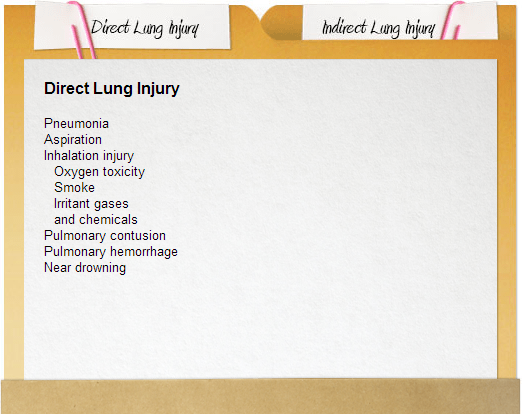 Direct Lung Injury
Indirect Lung Injury
Direct Lung Injury
Pneumonia
Aspiration
Inhalation injury
Oxygen toxicity
Smoke
Irritant gases
and chemicals
Pulmonary contusion
Pulmonary hemorrhage
Near drowning